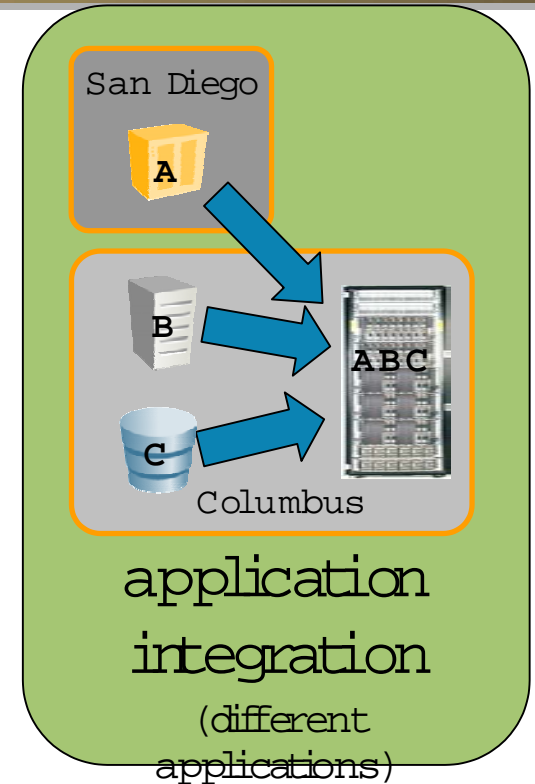 San Diego
A
B
ABC
C
Columbus
application
integration
(different
applications)